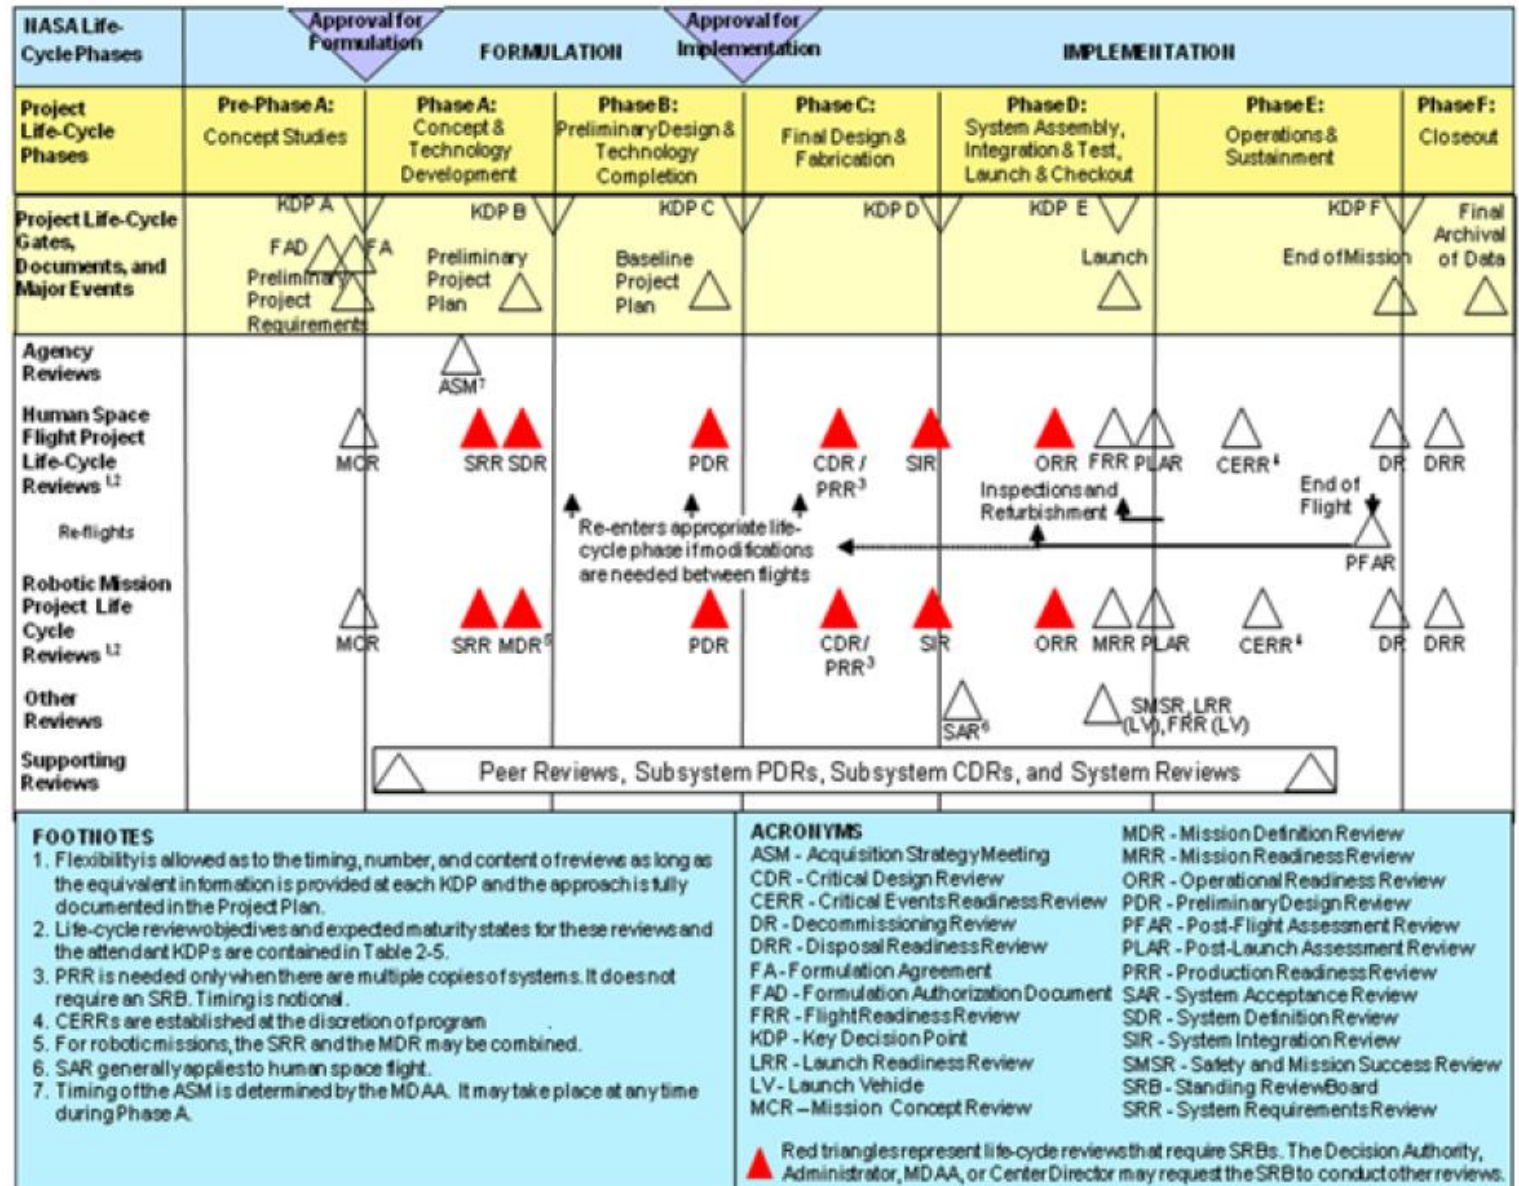 NASA Life-
Cycle Phases
Approval for
Formulation
FORMULATION
Approval for
Implementation
IMPLEMENTATION
Project
Life-Cycle
Phases
Pre-Phase A:
Concept Studies
Phase A:
Concept &
Technology
Development
Phase B:
Preliminary Design &
Technology
Completion
Phase C:
Final Design &
Fabrication
Phase D:
System Assembly,
Integration & Test,
Launch & Checkout
Phase E:
Operations &
Sustainment
Phase F:
Closeout
Project Life-Cycle
Gates,
Documents, and
Major Events
KDP A
FAD
FA
Preliminary
Project
Requirements
KDP B
Preliminary
Project
Plan
KDP C
Baseline
Project
Plan
KDP D
KDP E
Launch
KDP F
End of Mission
Final
Archival
of Data
Agency
Reviews
ASM7
Human Space
Flight Project
Life-Cycle
Reviews 1,2
MCR
SRR SDR
PDR
CDR /
PRR3
SIR
ORR
FRR PLAR
CERR4
DR
DRR
Re-flights
Re-enters appropriate life-
cycle phase if modifications
are needed between flights
Inspections and
Refurbishment
End of
Flight
PFAR
Robotic Mission
Project Life
Cycle
Reviews 1,2
MCR
SRR MDR5
PDR
CDR/
PRR3
SIR
ORR
MRR PLAR
CERR4
DR
DRR
Other
Reviews
SAR6
SMSR, LRR
(LV), FRR (LV)
Supporting
Reviews
Peer Reviews, Subsystem PDRs, Subsystem CDRs, and System Reviews
FOOTNOTES
1. Flexibility is allowed as to the timing, number, and content of reviews as long as
the equivalent information is provided at each KDP and the approach is fully
documented in the Project Plan.
2. Life-cycle review objectives and expected maturity states for these reviews and
the attendant KDPs are contained in Table 2-5.
3. PRR is needed only when there are multiple copies of systems. It does not
require an SRB. Timing is notional.
4. CERRs are established at the discretion of program .
5. For robotic missions, the SRR and the MDR may be combined.
6. SAR generally applies to human space flight.
7. Timing of the ASM is determined by the MDAA. It may take place at any time
during Phase A.
ACRONYMS
ASM - Acquisition Strategy Meeting
CDR - Critical Design Review
CERR - Critical Events Readiness Review
DR - Decommissioning Review
DRR - Disposal Readiness Review
FA - Formulation Agreement
FAD - Formulation Authorization Document
FRR - Flight Readiness Review
KDP - Key Decision Point
LRR - Launch Readiness Review
LV - Launch Vehicle
MCR – Mission Concept Review
MDR - Mission Definition Review
MRR - Mission Readiness Review
ORR - Operational Readiness Review
PDR - Preliminary Design Review
PFAR - Post-Flight Assessment Review
PLAR - Post-Launch Assessment Review
PRR - Production Readiness Review
SAR - System Acceptance Review
SDR - System Definition Review
SIR - System Integration Review
SMSR - Safety and Mission Success Review
SRB - Standing Review Board
SRR - System Requirements Review
Red triangles represent life-cycle reviews that require SRBs. The Decision Authority,
Administrator, MDAA, or Center Director may request the SRB to conduct other reviews.